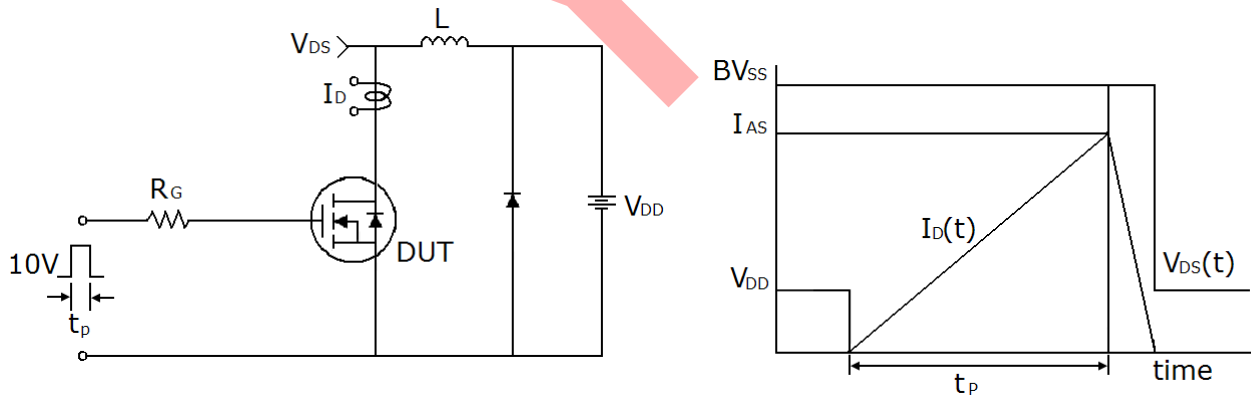 L
VDS
ID
RG
VDD
DUT
10V
tp
BVSS
IAS
ID(t)
VDD
VDS(t)
tP
time